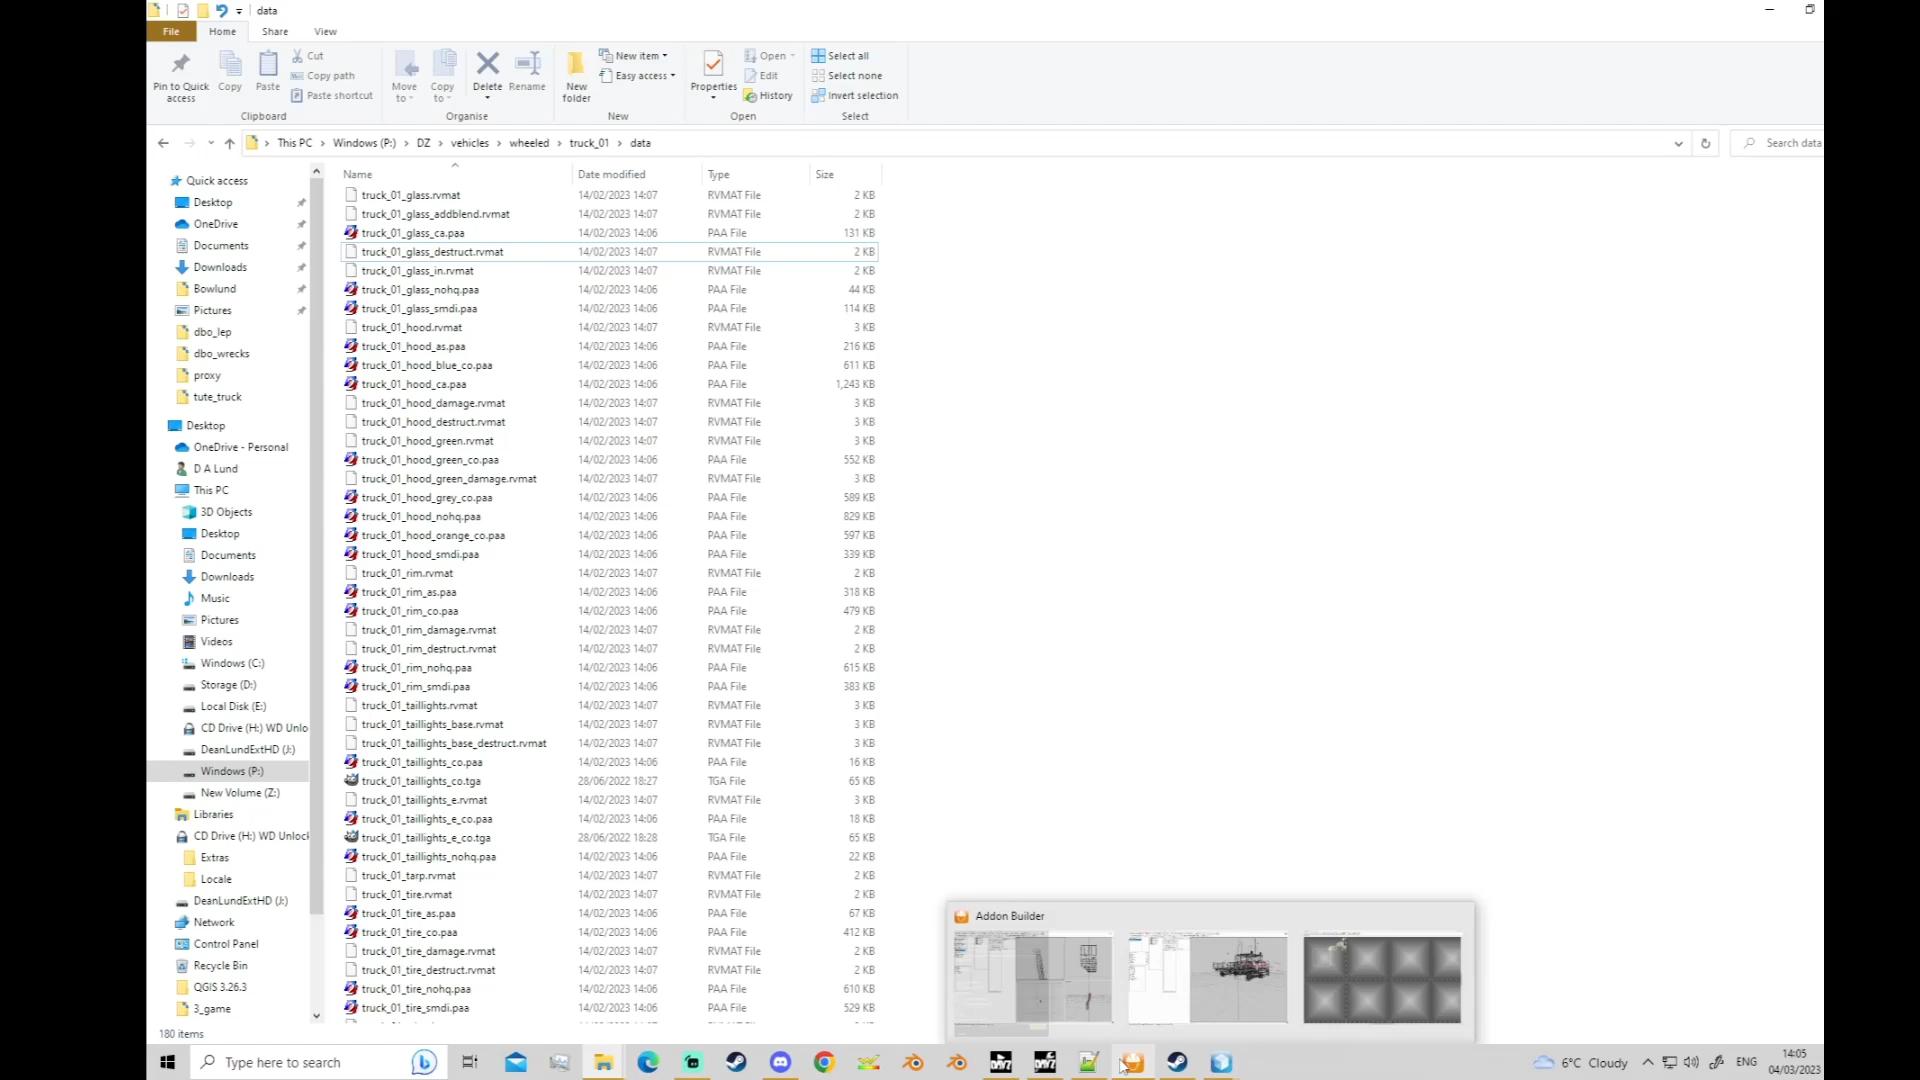 data
File Home Share View
Pin to Quick access
Copy
Paste
Cut
Copy path
Paste shortcut
Clipboard
Move to
Copy to
Delete
Rename
Organise
New folder
New item
Easy access
New
Properties
Open
Edit
History
Open
Select all
Select none
Invert selection
Select
This PC > Windows (P:) > DZ > vehicles > wheeled > truck_01 > data
Search data
Quick access
Desktop
OneDrive
Documents
Downloads
Bowlund
Pictures
dbo_lep
dbo_wrecks
proxy
tute_truck
Desktop
OneDrive - Personal
D A Lund
This PC
3D Objects
Desktop
Documents
Downloads
Music
Pictures
Videos
Windows (C:)
Storage (D:)
Local Disk (E:)
CD Drive (H:) WD Unlo
DeanLundExtHD (J:)
Windows (P:)
New Volume (Z:)
Libraries
CD Drive (H:) WD Unlock
Extras
Locale
DeanLundExtHD (J:)
Network
Control Panel
Recycle Bin
QGIS 3.26.3
3_game
Name Date modified Type Size
truck_01_glass.rvmat 14/02/2023 14:07 RVMAT File 2 KB
truck_01_glass_addblend.rvmat 14/02/2023 14:07 RVMAT File 2 KB
truck_01_glass_ca.paa 14/02/2023 14:06 PAA File 131 KB
truck_01_glass_destruct.rvmat 14/02/2023 14:07 RVMAT File 2 KB
truck_01_glass_in.rvmat 14/02/2023 14:07 RVMAT File 2 KB
truck_01_glass_nohq.paa 14/02/2023 14:06 PAA File 44 KB
truck_01_glass_smdi.paa 14/02/2023 14:06 PAA File 114 KB
truck_01_hood.rvmat 14/02/2023 14:07 RVMAT File 3 KB
truck_01_hood_as.paa 14/02/2023 14:06 PAA File 216 KB
truck_01_hood_blue_co.paa 14/02/2023 14:06 PAA File 611 KB
truck_01_hood_ca.paa 14/02/2023 14:06 PAA File 1,243 KB
truck_01_hood_damage.rvmat 14/02/2023 14:07 RVMAT File 3 KB
truck_01_hood_destruct.rvmat 14/02/2023 14:07 RVMAT File 3 KB
truck_01_hood_green.rvmat 14/02/2023 14:07 RVMAT File 3 KB
truck_01_hood_green_co.paa 14/02/2023 14:06 PAA File 552 KB
truck_01_hood_green_damage.rvmat 14/02/2023 14:07 RVMAT File 3 KB
truck_01_hood_grey_co.paa 14/02/2023 14:06 PAA File 589 KB
truck_01_hood_nohq.paa 14/02/2023 14:06 PAA File 829 KB
truck_01_hood_orange_co.paa 14/02/2023 14:06 PAA File 597 KB
truck_01_hood_smdi.paa 14/02/2023 14:06 PAA File 339 KB
truck_01_rim.rvmat 14/02/2023 14:07 RVMAT File 2 KB
truck_01_rim_as.paa 14/02/2023 14:06 PAA File 318 KB
truck_01_rim_co.paa 14/02/2023 14:06 PAA File 479 KB
truck_01_rim_damage.rvmat 14/02/2023 14:07 RVMAT File 2 KB
truck_01_rim_destruct.rvmat 14/02/2023 14:07 RVMAT File 2 KB
truck_01_rim_nohq.paa 14/02/2023 14:06 PAA File 615 KB
truck_01_rim_smdi.paa 14/02/2023 14:06 PAA File 383 KB
truck_01_taillights.rvmat 14/02/2023 14:07 RVMAT File 3 KB
truck_01_taillights_base.rvmat 14/02/2023 14:07 RVMAT File 3 KB
truck_01_taillights_base_destruct.rvmat 14/02/2023 14:07 RVMAT File 3 KB
truck_01_taillights_co.paa 14/02/2023 14:06 PAA File 16 KB
truck_01_taillights_co.tga 28/06/2022 18:27 TGA File 65 KB
truck_01_taillights_e.rvmat 14/02/2023 14:07 RVMAT File 3 KB
truck_01_taillights_e_co.paa 14/02/2023 14:06 PAA File 18 KB
truck_01_taillights_e_co.tga 28/06/2022 18:28 TGA File 65 KB
truck_01_taillights_nohq.paa 14/02/2023 14:06 PAA File 22 KB
truck_01_tarp.rvmat 14/02/2023 14:07 RVMAT File 2 KB
truck_01_tire.rvmat 14/02/2023 14:07 RVMAT File 2 KB
truck_01_tire_as.paa 14/02/2023 14:06 PAA File 67 KB
truck_01_tire_co.paa 14/02/2023 14:06 PAA File 412 KB
truck_01_tire_damage.rvmat 14/02/2023 14:07 RVMAT File 2 KB
truck_01_tire_destruct.rvmat 14/02/2023 14:07 RVMAT File 2 KB
truck_01_tire_nohq.paa 14/02/2023 14:06 PAA File 610 KB
truck_01_tire_smdi.paa 14/02/2023 14:06 PAA File 529 KB
Addon Builder
180 items
Type here to search
6°C Cloudy
ENG
14:05
04/03/2023